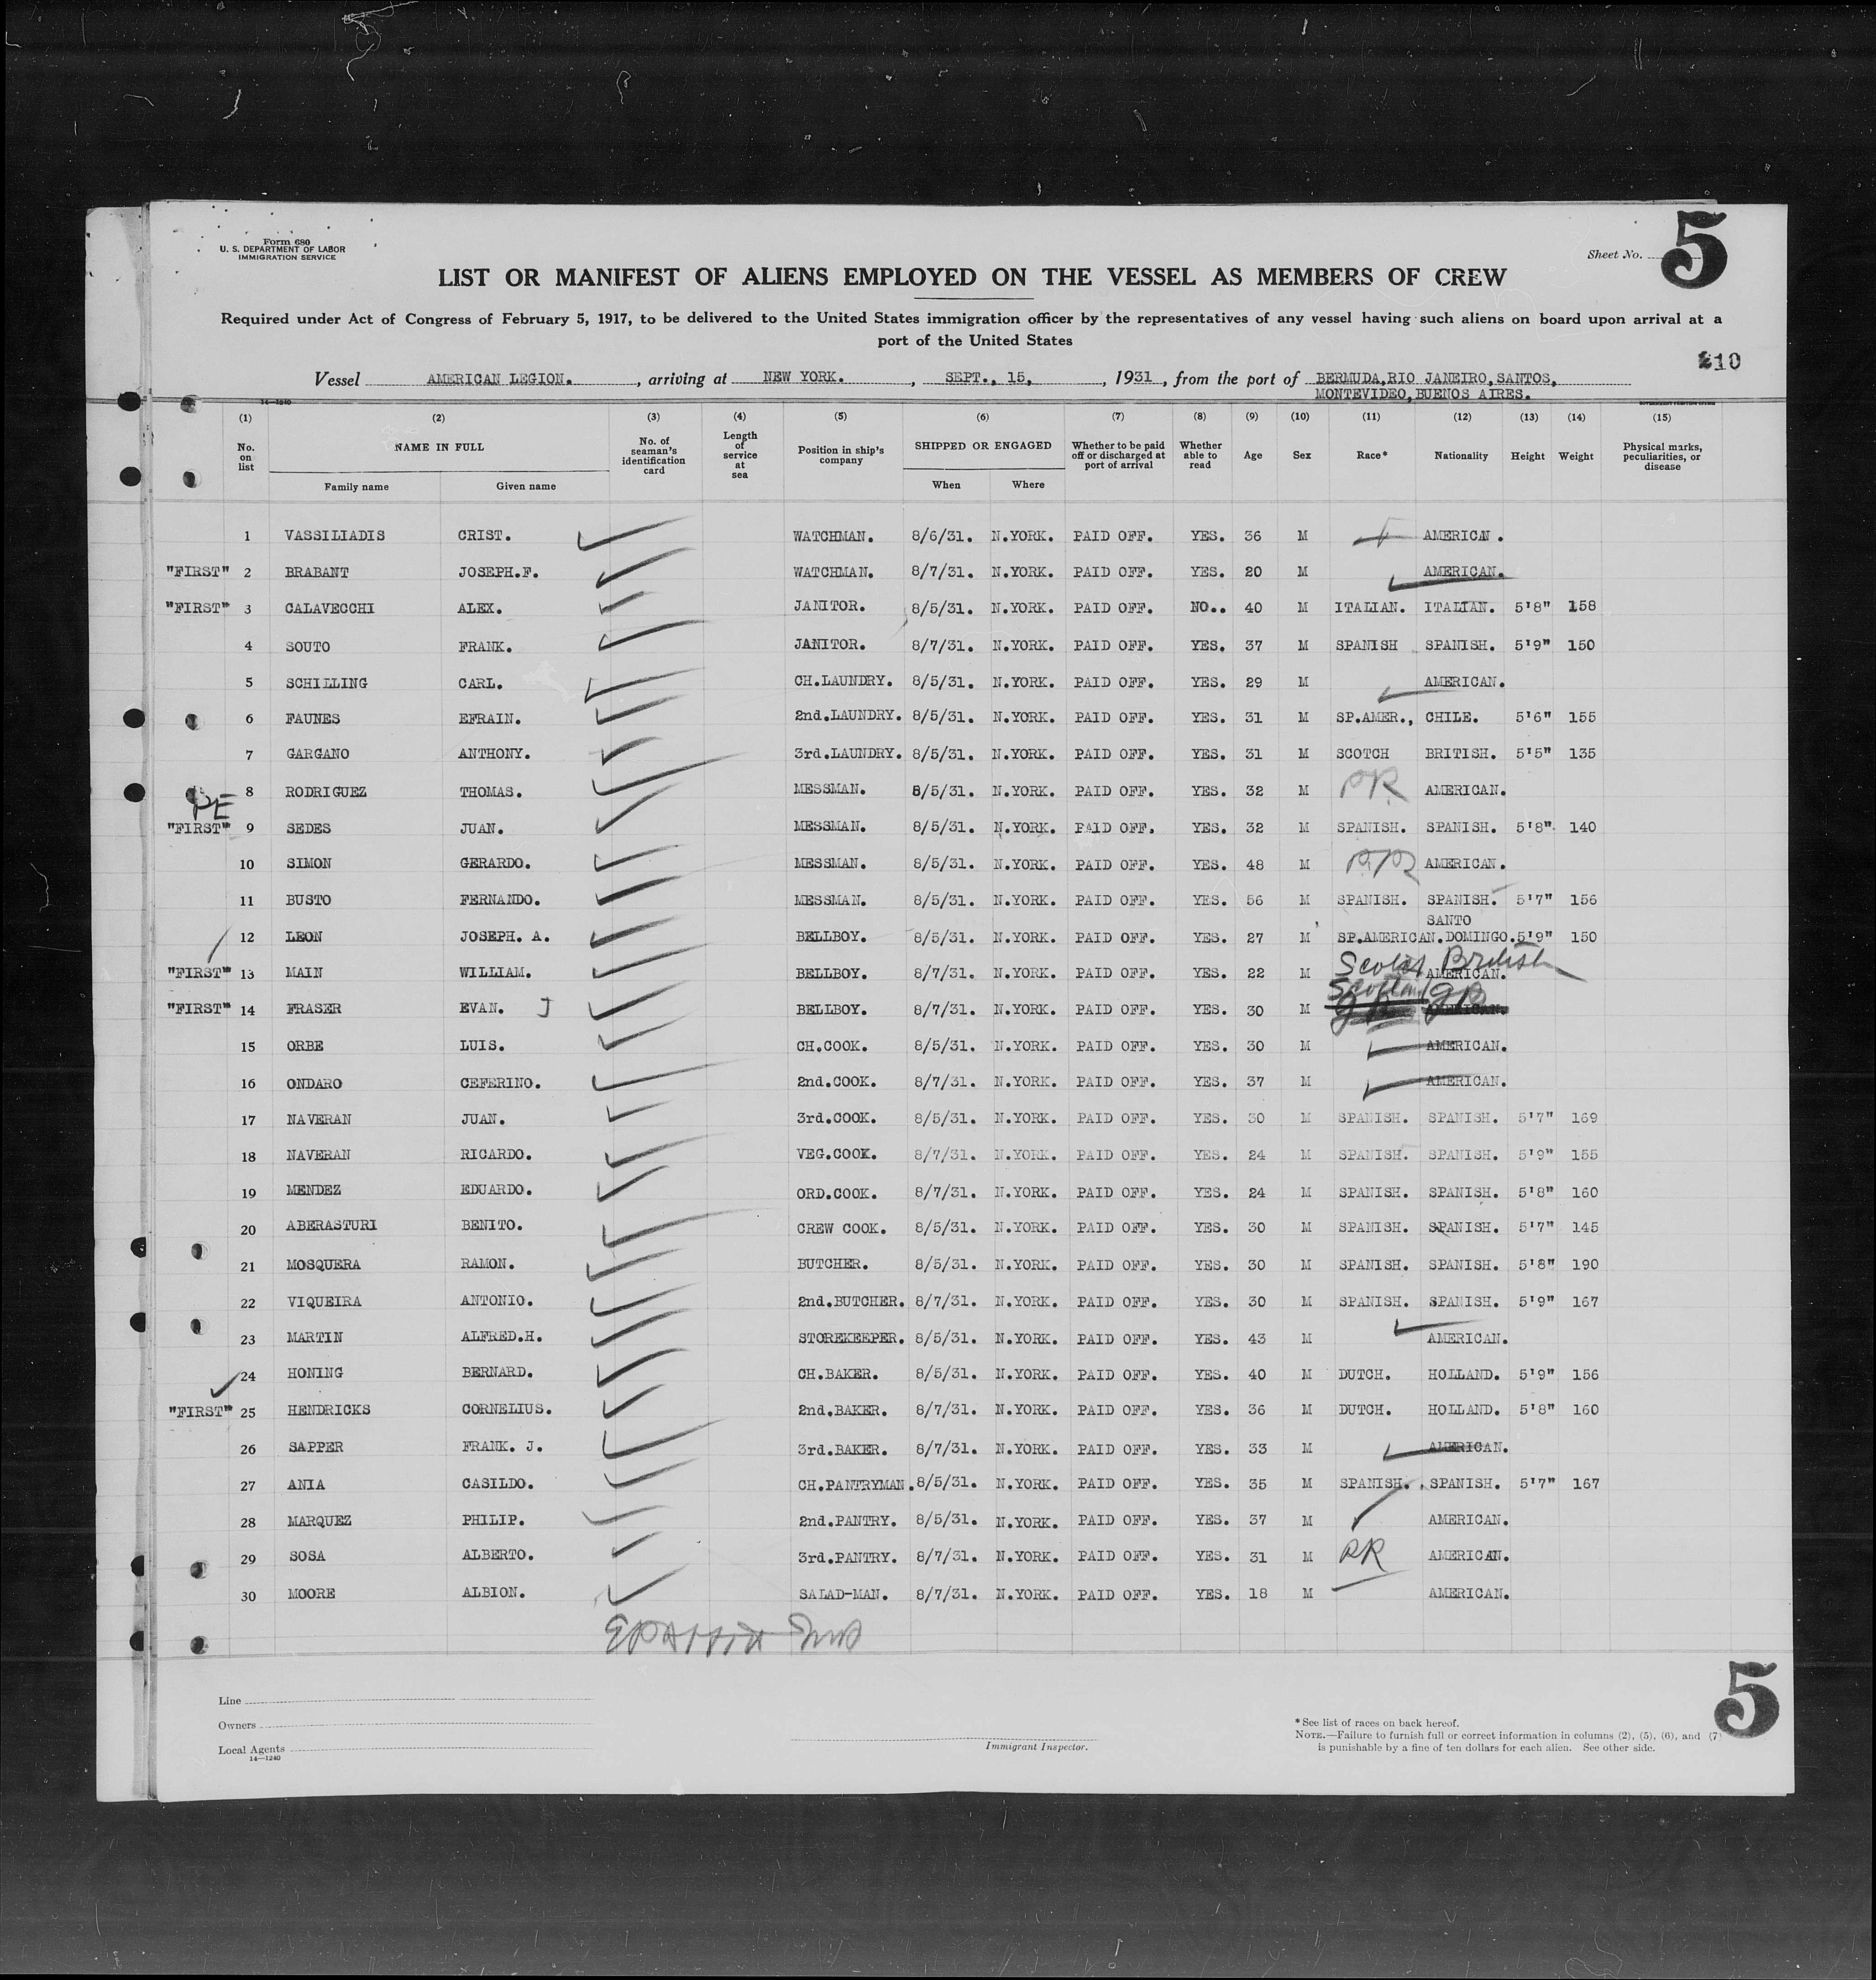 Form 680
U. S. DEPARTMENT OF LABOR
IMMIGRATION SERVICE
Sheet No. 5
LIST OR MANIFEST OF ALIENS EMPLOYED ON THE VESSEL AS MEMBERS OF CREW
Required under Act of Congress of February 5, 1917, to be delivered to the United States immigration officer by the representatives of any vessel having such aliens on board upon arrival at a
port of the United States
210
Vessel AMERICAN LEGION. , arriving at NEW YORK. , SEPT., 15, , 1931 , from the port of BERMUDA,RIO JANEIRO,SANTOS,
MONTEVIDEO,BUENOS AIRES.
14—1240
(1) (2) (3) (4) (5) (6) (7) (8) (9) (10) (11) (12) (13) (14) (15)
No. on list NAME IN FULL Family name Given name No. of seaman's identification card Length of service at sea Position in ship's company SHIPPED OR ENGAGED When Where Whether to be paid off or discharged at port of arrival Whether able to read Age Sex Race* Nationality Height Weight Physical marks, peculiarities, or disease
1 VASSILIADIS CRIST. WATCHMAN. 8/6/31. N.YORK. PAID OFF. YES. 36 M AMERICAN.
"FIRST" 2 BRABANT JOSEPH.F. WATCHMAN. 8/7/31. N.YORK. PAID OFF. YES. 20 M AMERICAN.
"FIRST" 3 CALAVECCHI ALEX. JANITOR. 8/5/31. N.YORK. PAID OFF. NO.. 40 M ITALIAN. ITALIAN. 5'8" 158
4 SOUTO FRANK. JANITOR. 8/7/31. N.YORK. PAID OFF. YES. 37 M SPANISH SPANISH. 5'9" 150
5 SCHILLING CARL. CH.LAUNDRY. 8/5/31. N.YORK. PAID OFF. YES. 29 M AMERICAN.
6 FAUNES EFRAIN. 2nd.LAUNDRY. 8/5/31. N.YORK. PAID OFF. YES. 31 M SP.AMER., CHILE. 5'6" 155
7 GARGANO ANTHONY. 3rd.LAUNDRY. 8/5/31. N.YORK. PAID OFF. YES. 31 M SCOTCH BRITISH. 5'5" 135
8 RODRIGUEZ THOMAS. MESSMAN. 8/5/31. N.YORK. PAID OFF. YES. 32 M PR AMERICAN.
PE
"FIRST" 9 SEDES JUAN. MESSMAN. 8/5/31. N.YORK. PAID OFF. YES. 32 M SPANISH. SPANISH. 5'8" 140
10 SIMON GERARDO. MESSMAN. 8/5/31. N.YORK. PAID OFF. YES. 48 M PR AMERICAN.
11 BUSTO FERNANDO. MESSMAN. 8/5/31. N.YORK. PAID OFF. YES. 56 M SPANISH. SPANISH. 5'7" 156
SANTO
12 LEON JOSEPH. A. BELLBOY. 8/5/31. N.YORK. PAID OFF. YES. 27 M SP.AMERICAN. DOMINGO. 5'9" 150
"FIRST" 13 MAIN WILLIAM. BELLBOY. 8/7/31. N.YORK. PAID OFF. YES. 22 M British AMERICAN.
"FIRST" 14 FRASER EVAN. J BELLBOY. 8/7/31. N.YORK. PAID OFF. YES. 30 M GB AMERICAN.
15 ORBE LUIS. CH.COOK. 8/5/31. N.YORK. PAID OFF. YES. 30 M AMERICAN.
16 ONDARO CEFERINO. 2nd.COOK. 8/7/31. N.YORK. PAID OFF. YES. 37 M AMERICAN.
17 NAVERAN JUAN. 3rd.COOK. 8/5/31. N.YORK. PAID OFF. YES. 30 M SPANISH. SPANISH. 5'7" 169
18 NAVERAN RICARDO. VEG.COOK. 8/7/31. N.YORK. PAID OFF. YES. 24 M SPANISH. SPANISH. 5'9" 155
19 MENDEZ EDUARDO. ORD.COOK. 8/7/31. N.YORK. PAID OFF. YES. 24 M SPANISH. SPANISH. 5'8" 160
20 ABERASTURI BENITO. CREW COOK. 8/5/31. N.YORK. PAID OFF. YES. 30 M SPANISH. SPANISH. 5'7" 145
21 MOSQUERA RAMON. BUTCHER. 8/5/31. N.YORK. PAID OFF. YES. 30 M SPANISH. SPANISH. 5'8" 190
22 VIQUEIRA ANTONIO. 2nd.BUTCHER. 8/7/31. N.YORK. PAID OFF. YES. 30 M SPANISH. SPANISH. 5'9" 167
23 MARTIN ALFRED.H. STOREKEEPER. 8/5/31. N.YORK. PAID OFF. YES. 43 M AMERICAN.
24 HONING BERNARD. CH.BAKER. 8/5/31. N.YORK. PAID OFF. YES. 40 M DUTCH. HOLLAND. 5'9" 156
"FIRST" 25 HENDRICKS CORNELIUS. 2nd.BAKER. 8/7/31. N.YORK. PAID OFF. YES. 36 M DUTCH. HOLLAND. 5'8" 160
26 SAPPER FRANK. J. 3rd.BAKER. 8/7/31. N.YORK. PAID OFF. YES. 33 M AMERICAN.
27 ANIA CASILDO. CH.PANTRYMAN. 8/5/31. N.YORK. PAID OFF. YES. 35 M SPANISH. SPANISH. 5'7" 167
28 MARQUEZ PHILIP. 2nd.PANTRY. 8/5/31. N.YORK. PAID OFF. YES. 37 M AMERICAN.
29 SOSA ALBERTO. 3rd.PANTRY. 8/7/31. N.YORK. PAID OFF. YES. 31 M PR AMERICAN.
30 MOORE ALBION. SALAD-MAN. 8/7/31. N.YORK. PAID OFF. YES. 18 M AMERICAN.
5
Line
Owners
Local Agents
14—1240
Immigrant Inspector.
* See list of races on back hereof.
NOTE.—Failure to furnish full or correct information in columns (2), (5), (6), and (7)
is punishable by a fine of ten dollars for each alien. See other side.